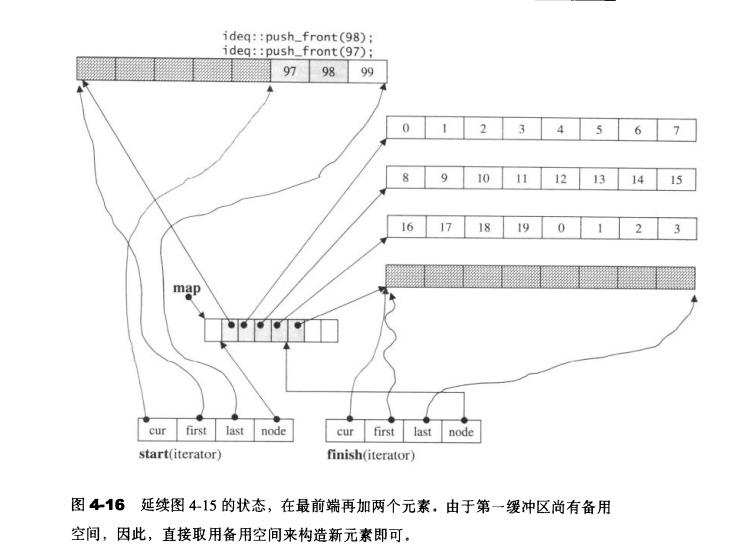 ideq::push_front(98);
ideq::push_front(97);
97 98 99
0 1 2 3 4 5 6 7
8 9 10 11 12 13 14 15
16 17 18 19 0 1 2 3
map
cur first last node
start(iterator)
cur first last node
finish(iterator)
图 4-16 延续图 4-15 的状态，在最前端再加两个元素。由于第一缓冲区尚有备用
空间，因此，直接取用备用空间来构造新元素即可。